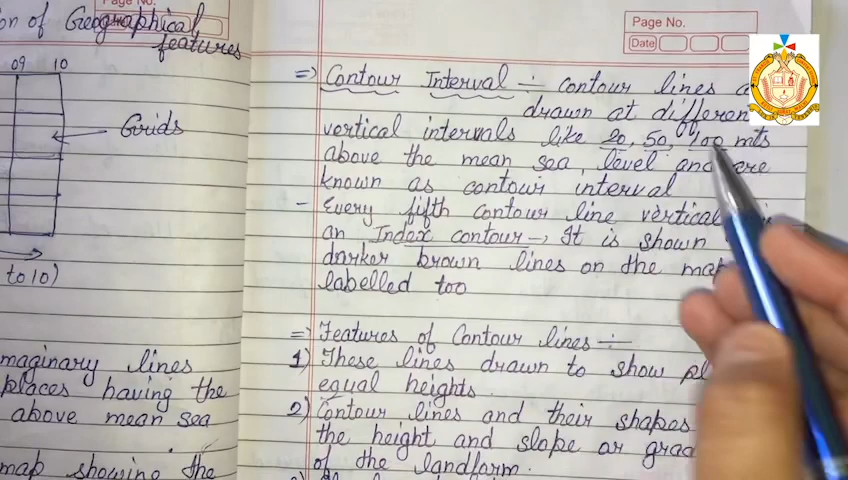 Page No.
on of Geographical
features
09 10
Grids
to 10)
maginary lines
places having the
above mean sea
map showing the
Page No.
Date
⇒ Contour Interval ÷ contour lines a
drawn at differen
vertical intervals like 20, 50, 100 mts
above the mean sea, level and
known as contour interval
- Every fifth contour line vertical
an Index contour → It is shown
darker brown lines on the map
labelled too
⇒ Features of Contour lines ÷
1) These lines drawn to show pl
equal heights.
2) Contour lines and their shapes
the height and slope or grad
of the landform.